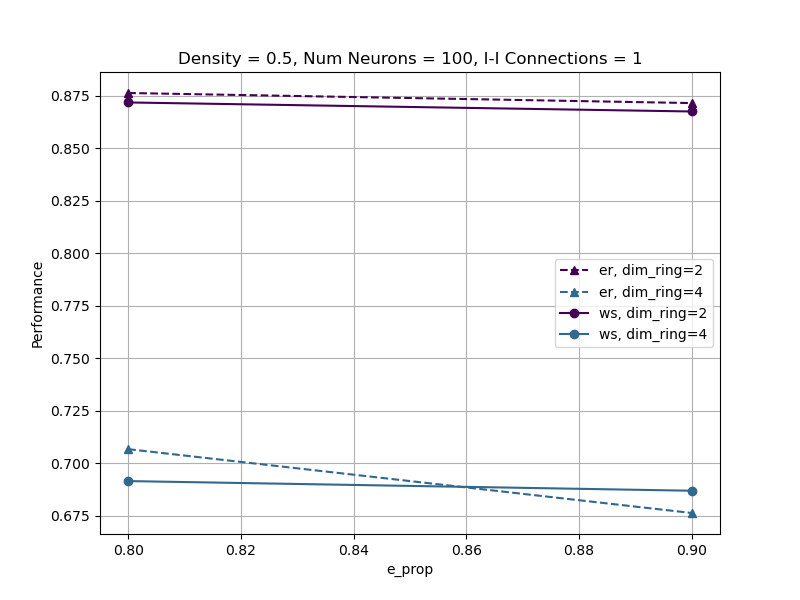 Density = 0.5, Num Neurons = 100, I-I Connections = 1
Performance
0.875
0.850
0.825
0.800
0.775
0.750
0.725
0.700
0.675
er, dim_ring=2
er, dim_ring=4
ws, dim_ring=2
ws, dim_ring=4
0.80 0.82 0.84 0.86 0.88 0.90
e_prop